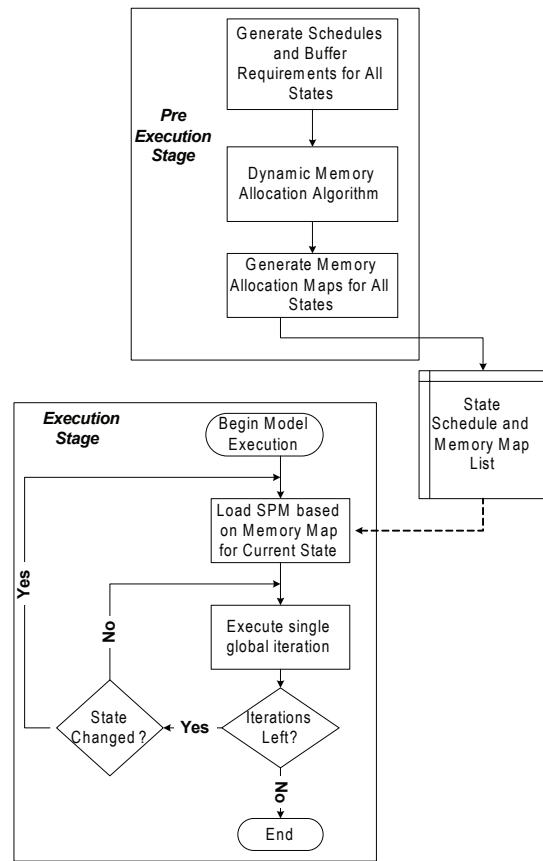 Generate Schedules
and Buffer
Requirements for All
States
Pre
Execution
Stage
Dynamic Memory
Allocation Algorithm
Generate Memory
Allocation Maps for All
States
State
Schedule and
Memory Map
List
Execution
Stage
Begin Model
Execution
Load SPM based
on Memory Map
for Current State
Yes
No
Execute single
global iteration
State
Changed?
Yes
Iterations
Left?
No
End